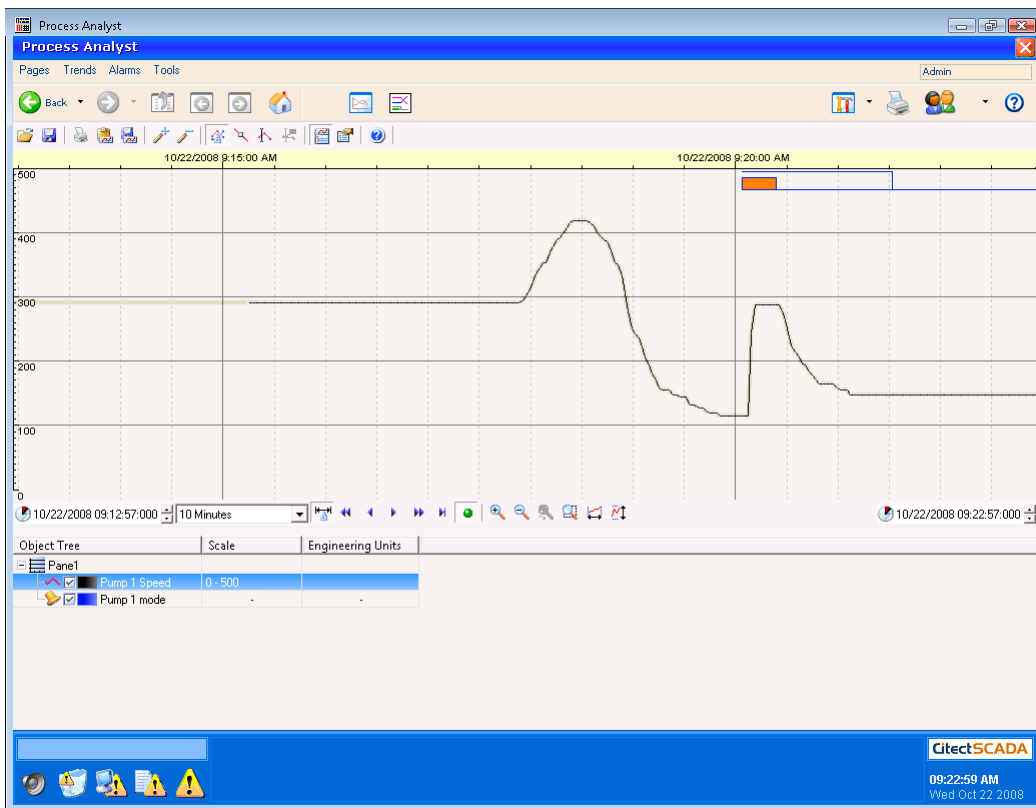 Process Analyst
Process Analyst
Pages Trends Alarms Tools
Admin
Back
10/22/2008 9:15:00 AM 10/22/2008 9:20:00 AM
500
400
300
200
100
0
10/22/2008 09:12:57:000 10 Minutes 10/22/2008 09:22:57:000
Object Tree Scale Engineering Units
Pane1
Pump 1 Speed 0 - 500
Pump 1 mode - -
CitectSCADA
09:22:59 AM
Wed Oct 22 2008